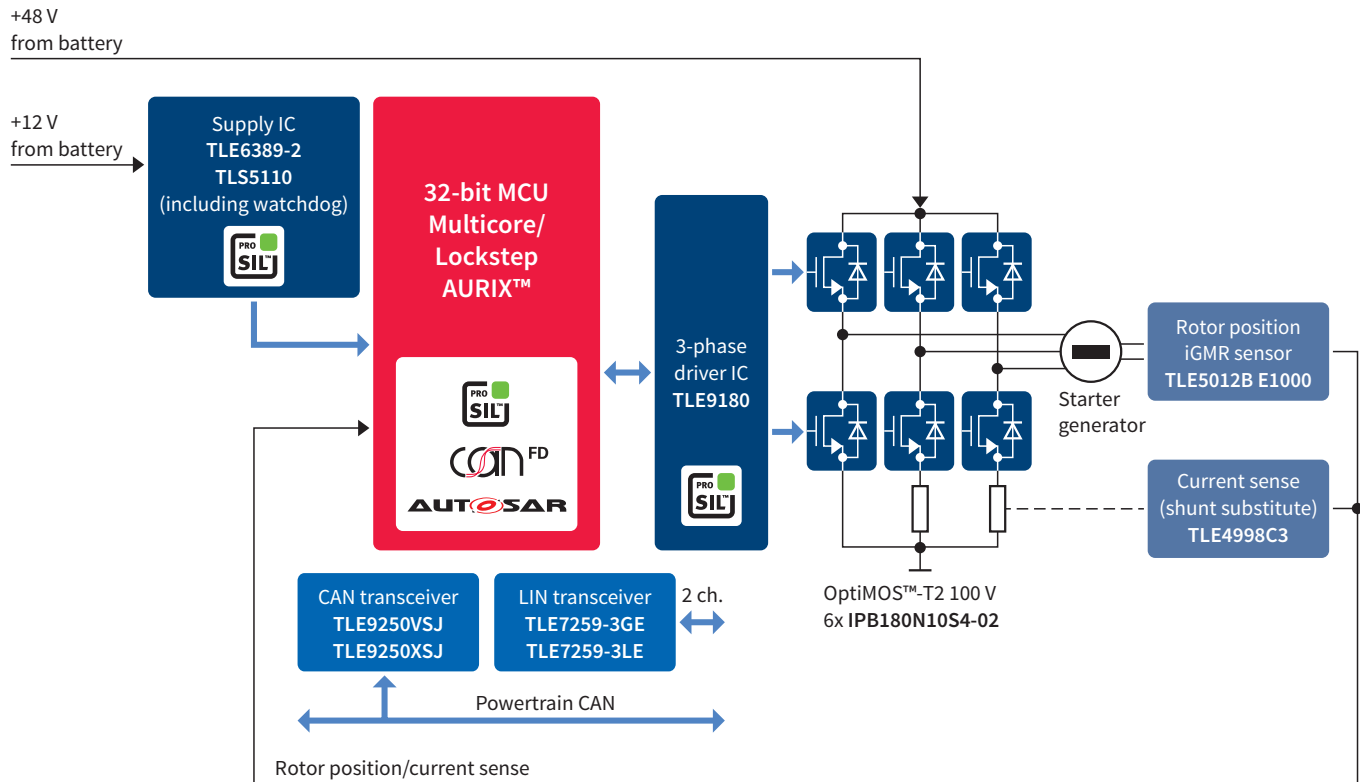 +48 V
from battery
+12 V
from battery
Supply IC
TLE6389-2
TLS5110
(including watchdog)
PRO
SIL™
32-bit MCU
Multicore/
Lockstep
AURIX™
PRO
SIL™
CAN FD
AUTOSAR
3-phase
driver IC
TLE9180
PRO
SIL™
Starter
generator
Rotor position
iGMR sensor
TLE5012B E1000
Current sense
(shunt substitute)
TLE4998C3
OptiMOS™-T2 100 V
6x IPB180N10S4-02
CAN transceiver
TLE9250VSJ
TLE9250XSJ
LIN transceiver
TLE7259-3GE
TLE7259-3LE
2 ch.
Powertrain CAN
Rotor position/current sense